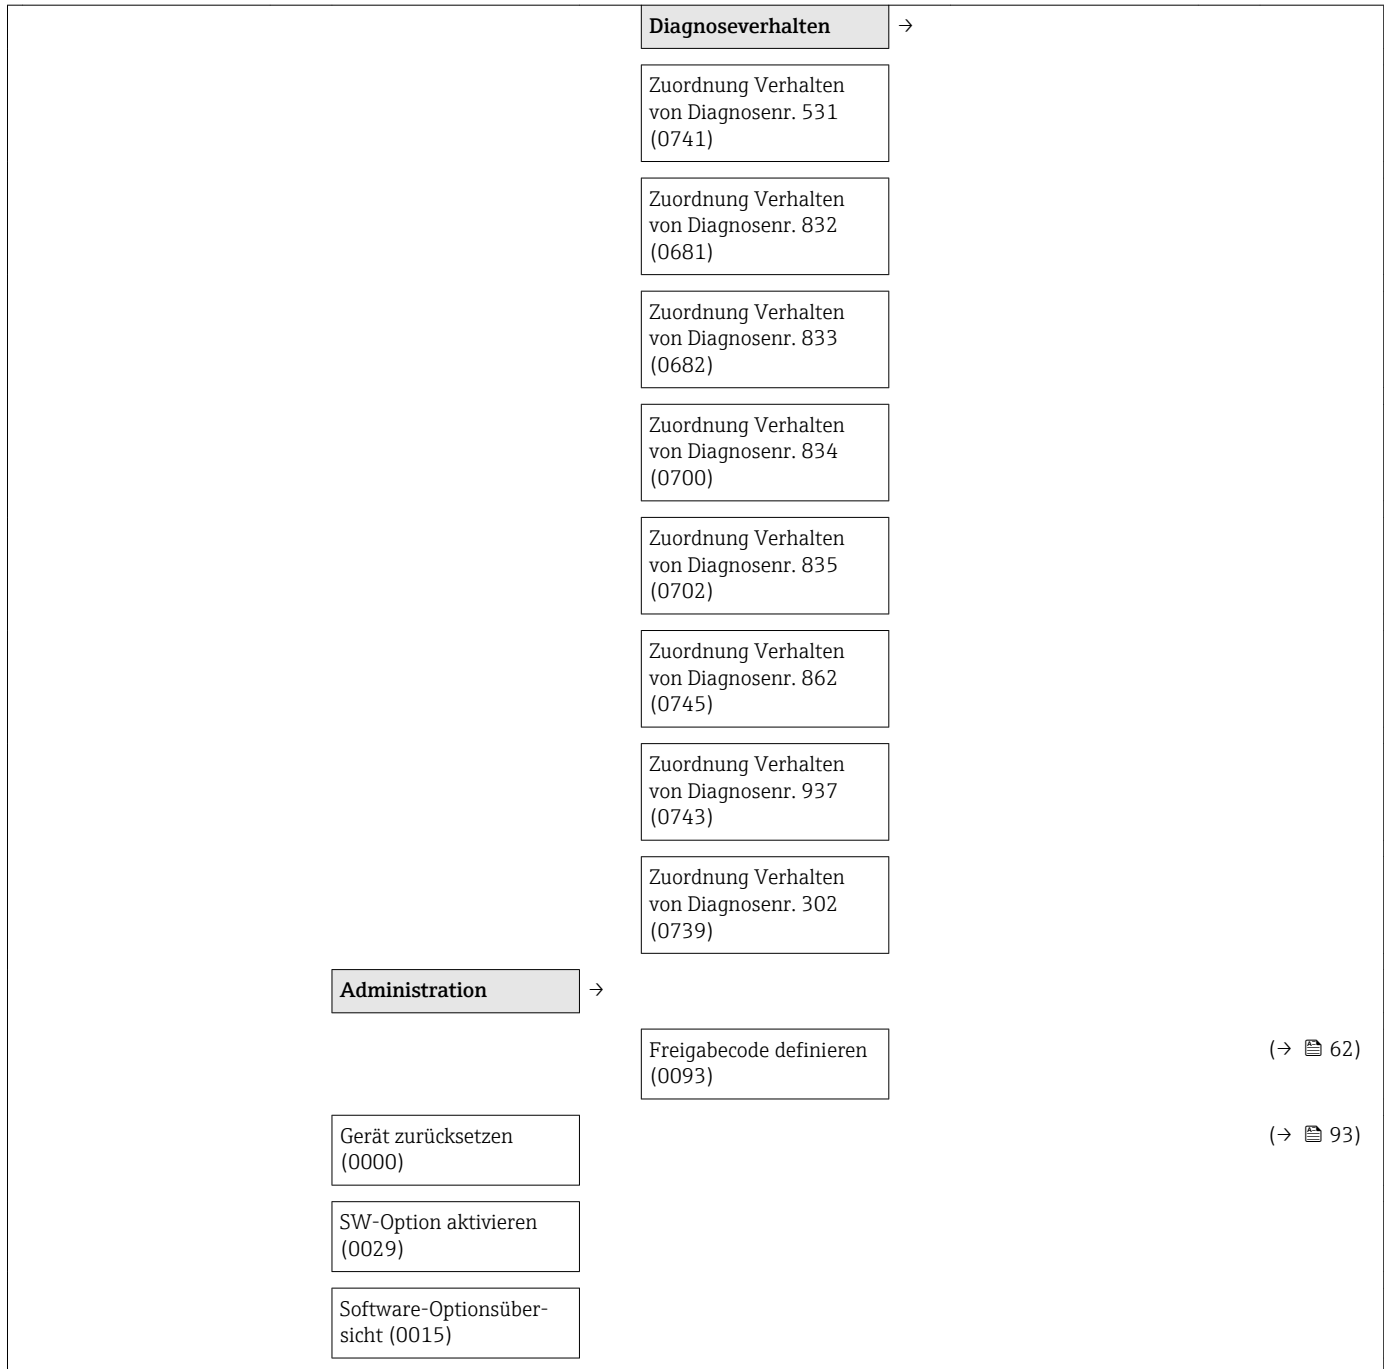 Diagnoseverhalten →
Zuordnung Verhalten
von Diagnosenr. 531
(0741)
Zuordnung Verhalten
von Diagnosenr. 832
(0681)
Zuordnung Verhalten
von Diagnosenr. 833
(0682)
Zuordnung Verhalten
von Diagnosenr. 834
(0700)
Zuordnung Verhalten
von Diagnosenr. 835
(0702)
Zuordnung Verhalten
von Diagnosenr. 862
(0745)
Zuordnung Verhalten
von Diagnosenr. 937
(0743)
Zuordnung Verhalten
von Diagnosenr. 302
(0739)
Administration →
Freigabecode definieren (→ 62)
(0093)
Gerät zurücksetzen (→ 93)
(0000)
SW-Option aktivieren
(0029)
Software-Optionsüber-
sicht (0015)